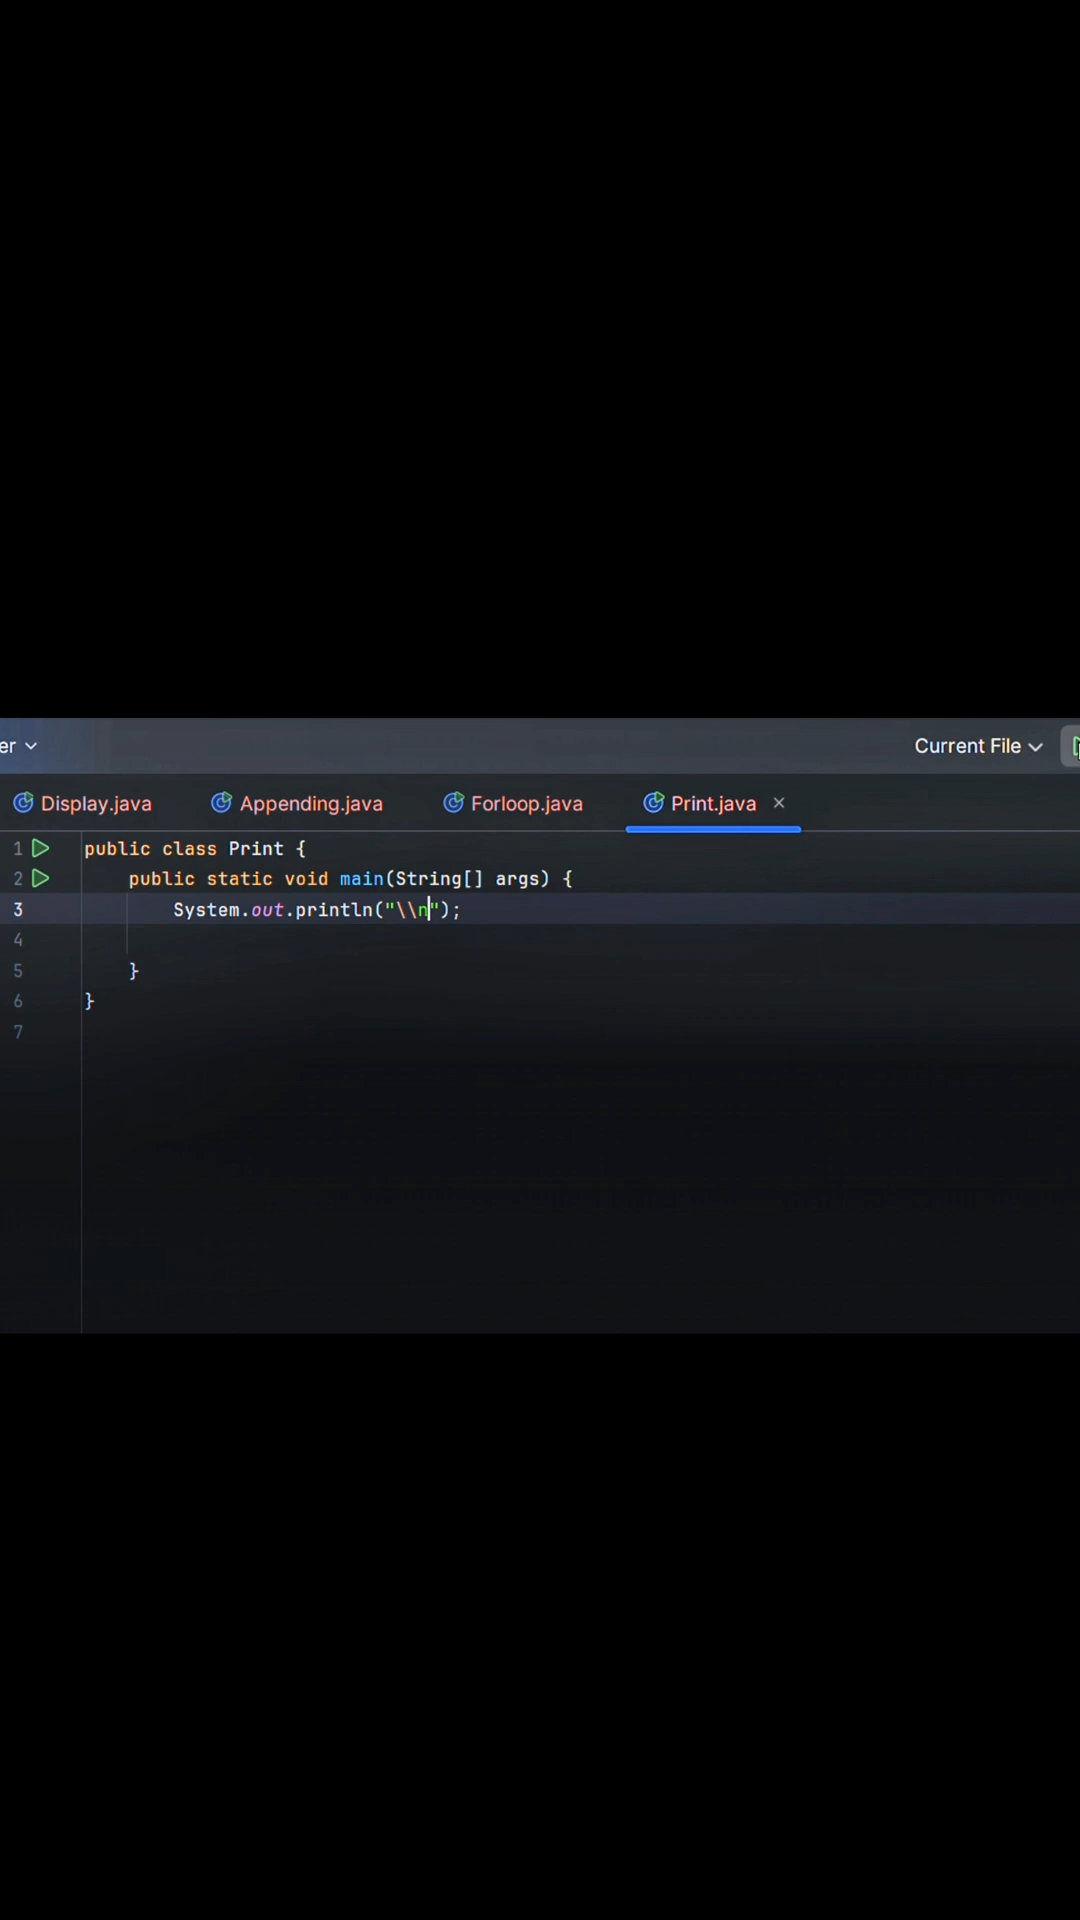 er Current File
Display.java Appending.java Forloop.java Print.java ×
1 public class Print {
2 public static void main(String[] args) {
3 System.out.println("\\n");
4
5 }
6 }
7